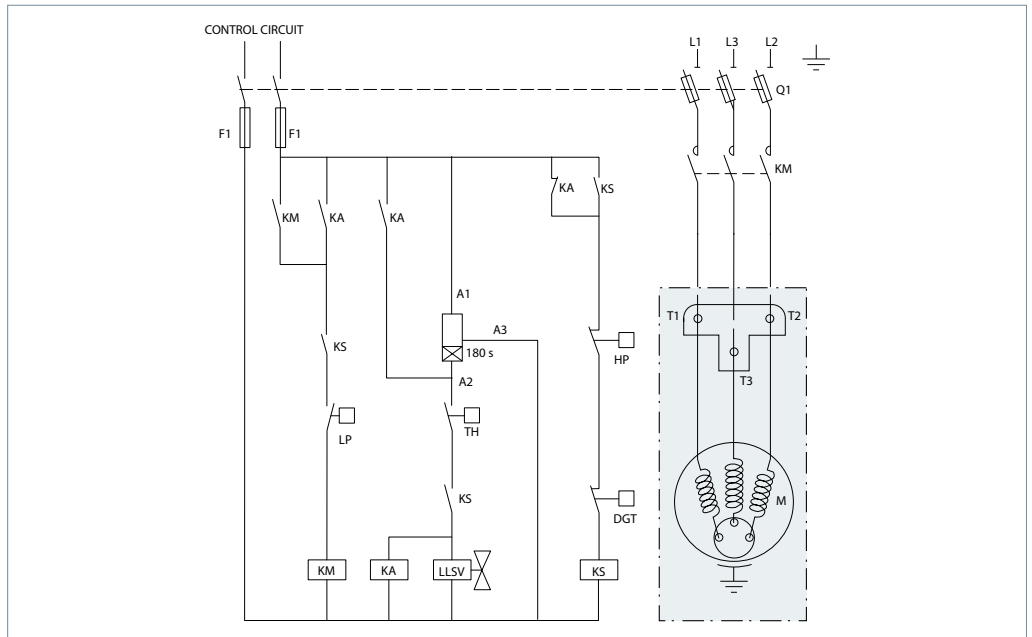 CONTROL CIRCUIT
L1 L3 L2
Q1
F1 F1
KM
KA KS
KM KA KA
A1
A3
180 s
A2
KS
HP
TH
LP
T1 T2
T3
KS
DGT
M
KM KA LLSV KS